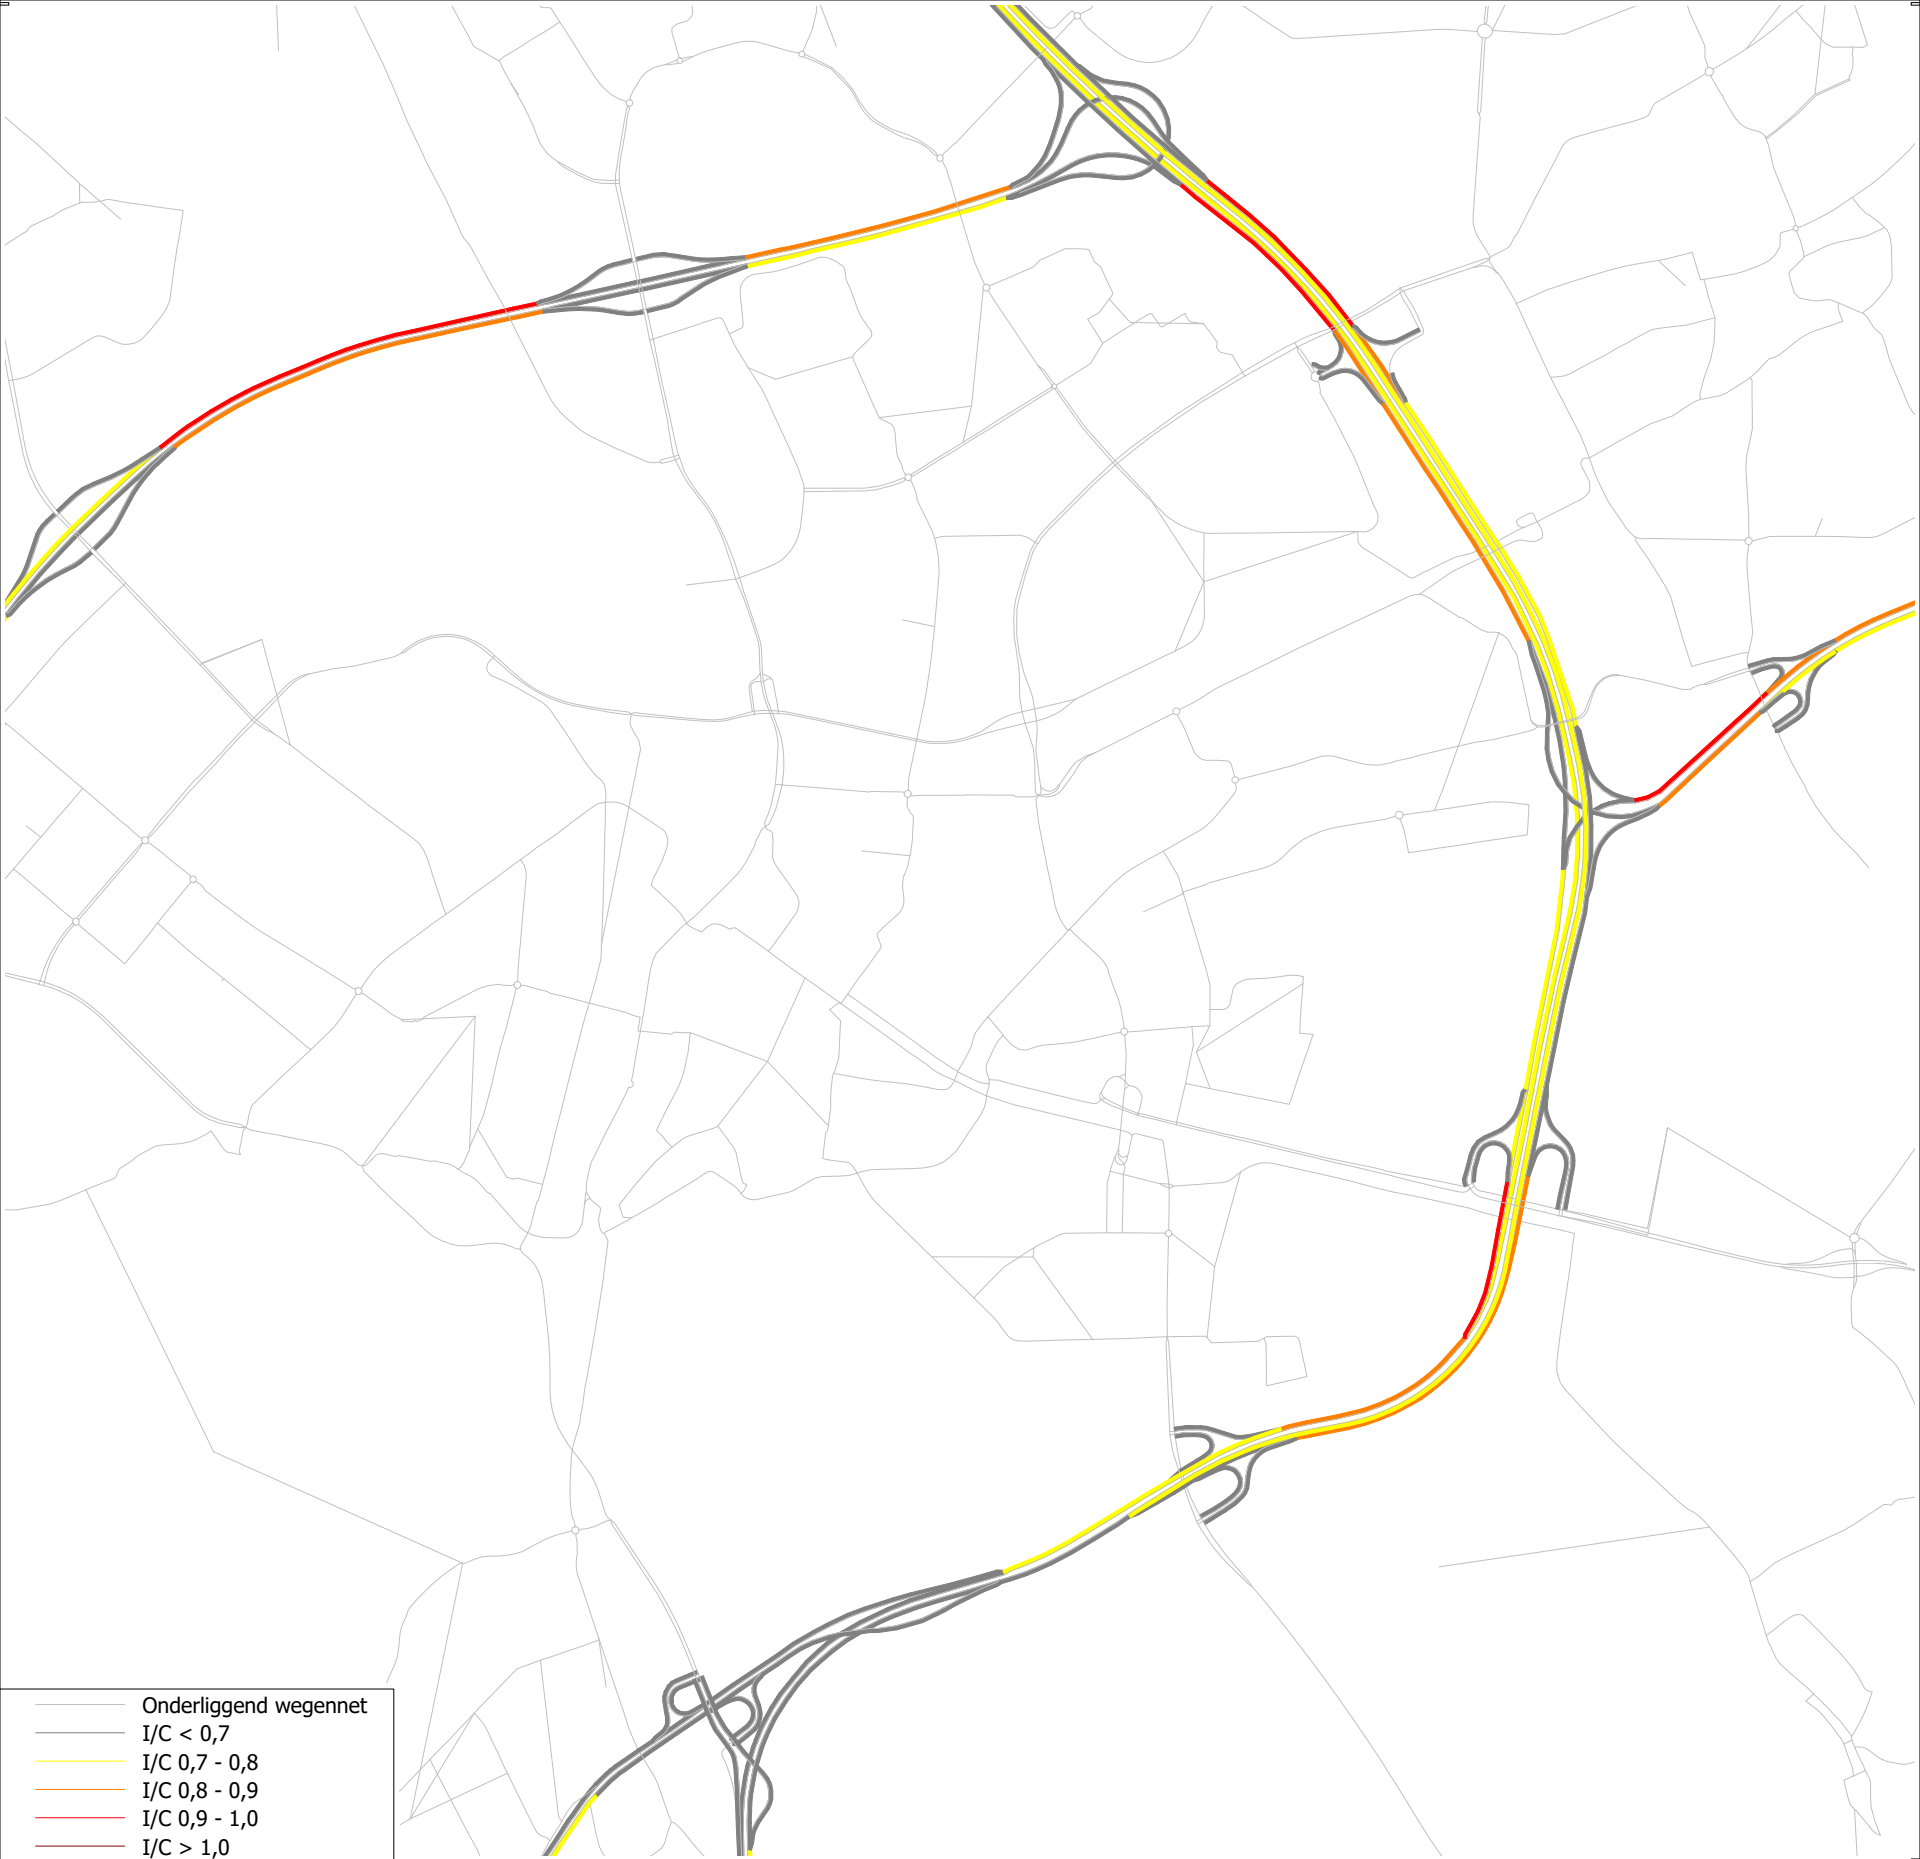 Onderliggend wegennet
I/C < 0,7
I/C 0,7 - 0,8
I/C 0,8 - 0,9
I/C 0,9 - 1,0
I/C > 1,0